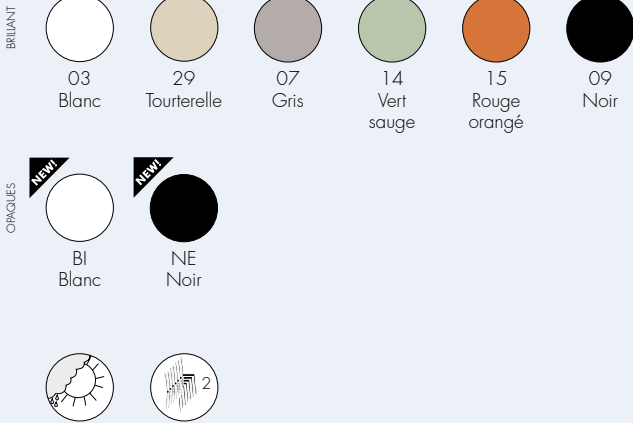 BRILLANT
03 29 07 14 15 09
Blanc Tourterelle Gris Vert Rouge Noir
sauge orangé
OPAQUES
NEW! NEW!
BI NE
Blanc Noir
2